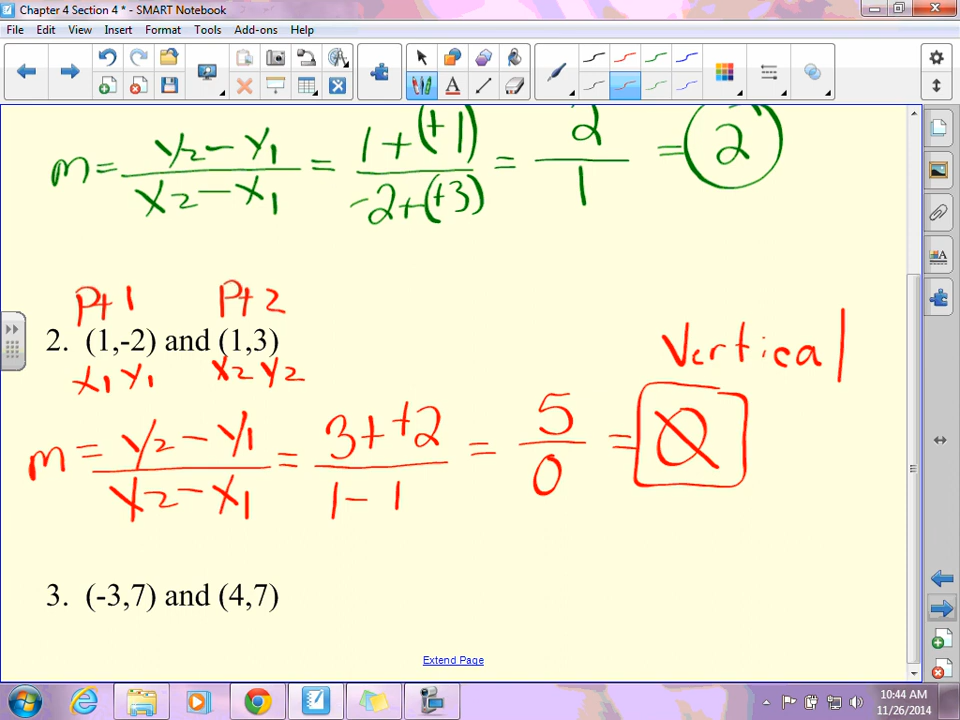 Chapter 4 Section 4 * - SMART Notebook
File Edit View Insert Format Tools Add-ons Help
m = y2 - y1 / x2 - x1 = 1 + (+1) / -2 + (+3) = 2 / 1 = 2
pt 1 pt 2
2. (1,-2) and (1,3)
x1 y1 x2 y2
Vertical |
m = y2 - y1 / x2 - x1 = 3 + +2 / 1 - 1 = 5 / 0 = ∅
3. (-3,7) and (4,7)
Extend Page
10:44 AM
11/26/2014